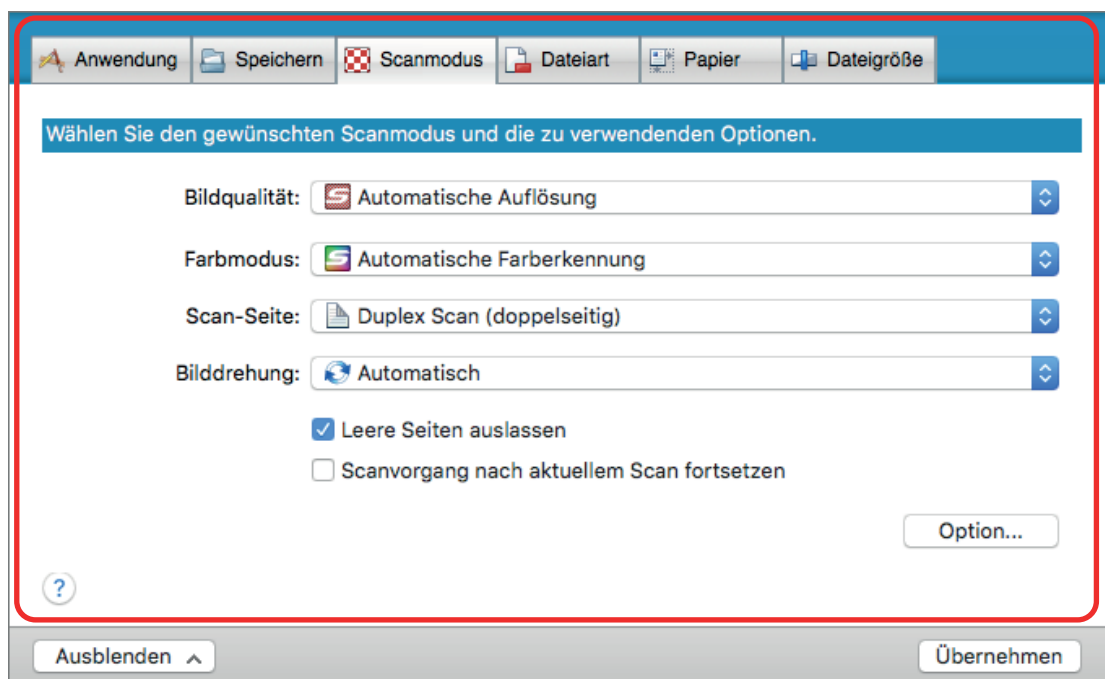 Anwendung Speichern Scanmodus Dateiart Papier Dateigröße
Wählen Sie den gewünschten Scanmodus und die zu verwendenden Optionen.
Bildqualität: Automatische Auflösung
Farbmodus: Automatische Farberkennung
Scan-Seite: Duplex Scan (doppelseitig)
Bilddrehung: Automatisch
Leere Seiten auslassen
Scanvorgang nach aktuellem Scan fortsetzen
Option...
?
Ausblenden Übernehmen